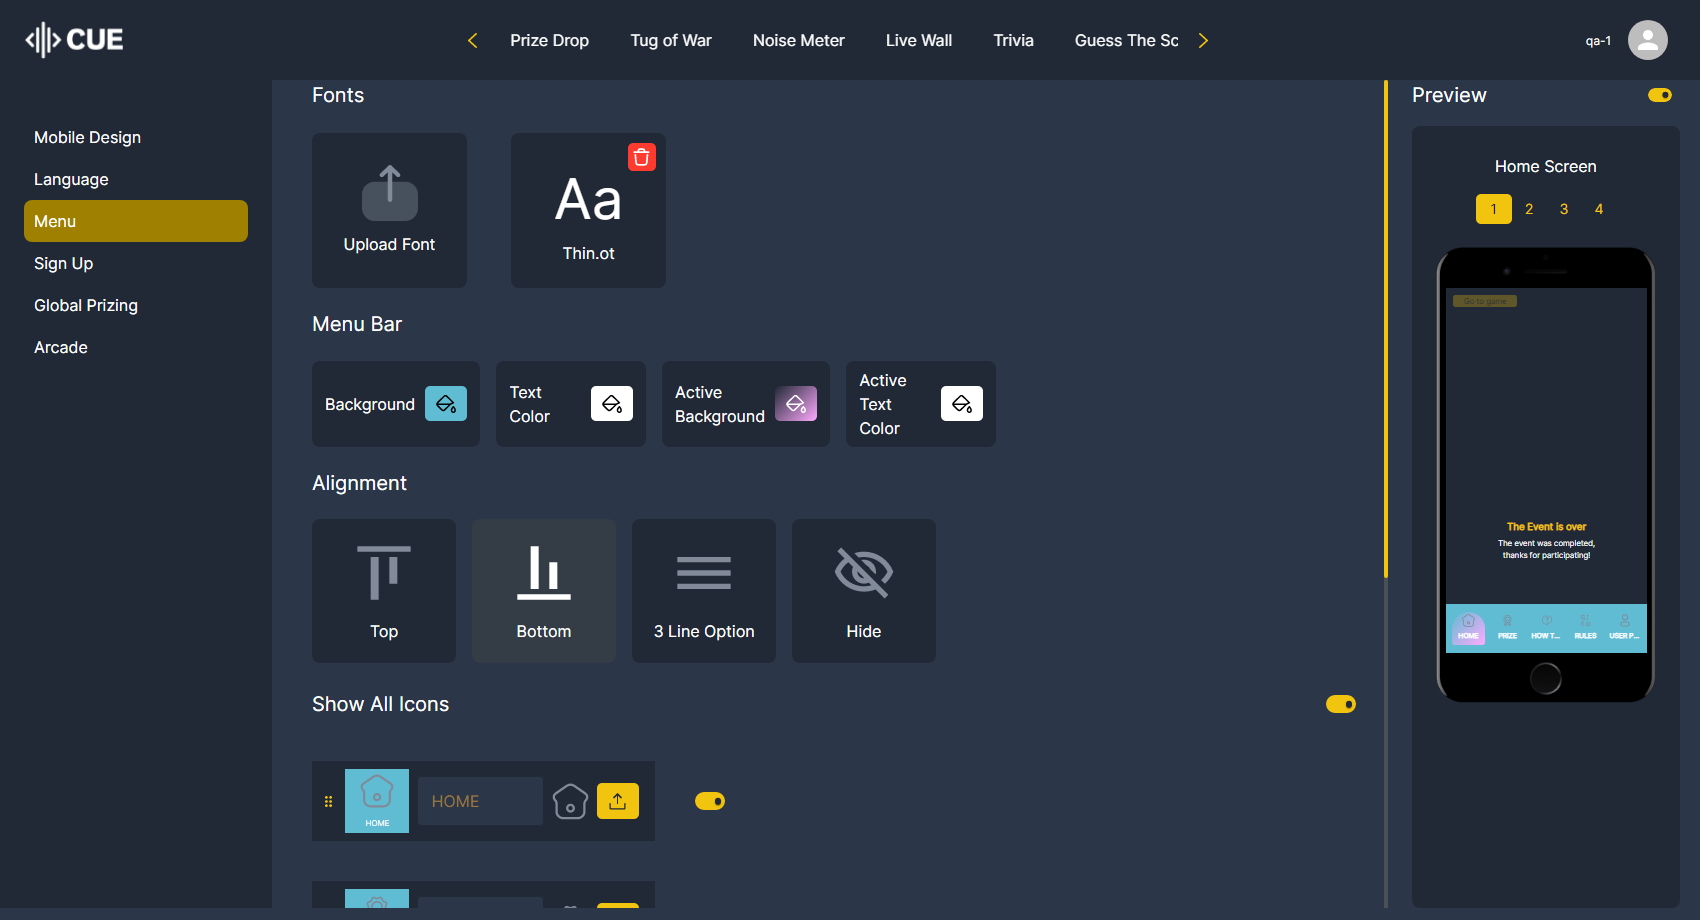 CUE
Prize Drop
Tug of War
Noise Meter
Live Wall
Trivia
Guess The Sc
qa-1
Mobile Design
Language
Menu
Sign Up
Global Prizing
Arcade
Fonts
Upload Font
Aa
Thin.ot
Menu Bar
Background
Text
Color
Active
Background
Active
Text
Color
Alignment
Top
Bottom
3 Line Option
Hide
Show All Icons
HOME
HOME
Preview
Home Screen
1 2 3 4
Go to game
The Event is over
The event was completed,
thanks for participating!
HOME PRIZE HOW T... RULES USER P...